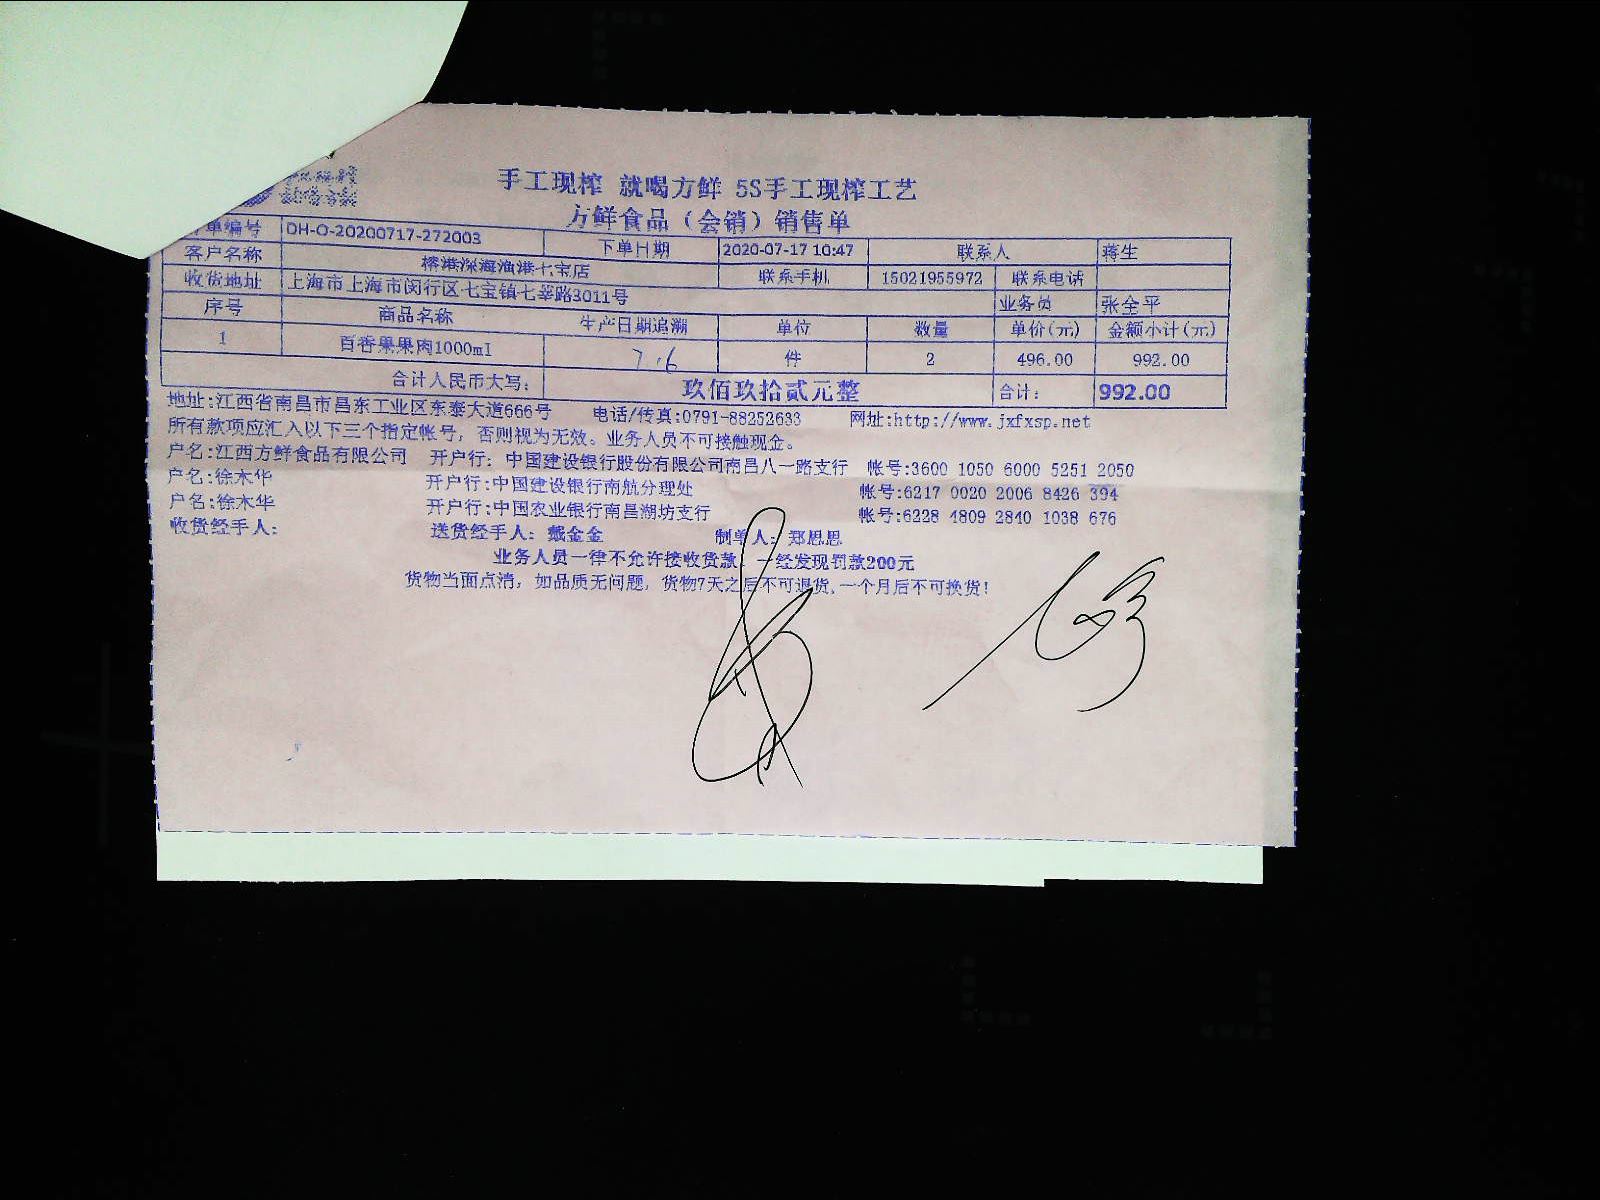 手工现榨 就喝方鲜 5S手工现榨工艺
方鲜食品（会销）销售单
单编号 OH-O-20200717-272003 下单日期 2020-07-17 10:47 联系人 蒋生
客户名称 榕港深海渔港七宝店 联系手机 15021955972 联系电话
收货地址 上海市上海市闵行区七宝镇七莘路3011号 业务员 张全平
序号 商品名称 生产日期追溯 单位 数量 单价(元) 金额小计(元)
1 百香果果肉1000ml 7.6 件 2 496.00 992.00
合计人民币大写: 玖佰玖拾贰元整 合计: 992.00
地址:江西省南昌市昌东工业区东泰大道666号 电话/传真:0791-88252633 网址:http://www.jxfxsp.net
所有款项应汇入以下三个指定帐号，否则视为无效。业务人员不可接触现金。
户名:江西方鲜食品有限公司 开户行: 中国建设银行股份有限公司南昌八一路支行 帐号:3600 1050 6000 5251 2050
户名:徐木华 开户行:中国建设银行南航分理处 帐号:6217 0020 2006 8426 394
户名:徐木华 开户行:中国农业银行南昌湖坊支行 帐号:6228 4809 2840 1038 676
收货经手人: 送货经手人: 戴金金 制单人: 郑思思
业务人员一律不允许接收货款，一经发现罚款200元
货物当面点清，如品质无问题，货物7天之后不可退货,一个月后不可换货!